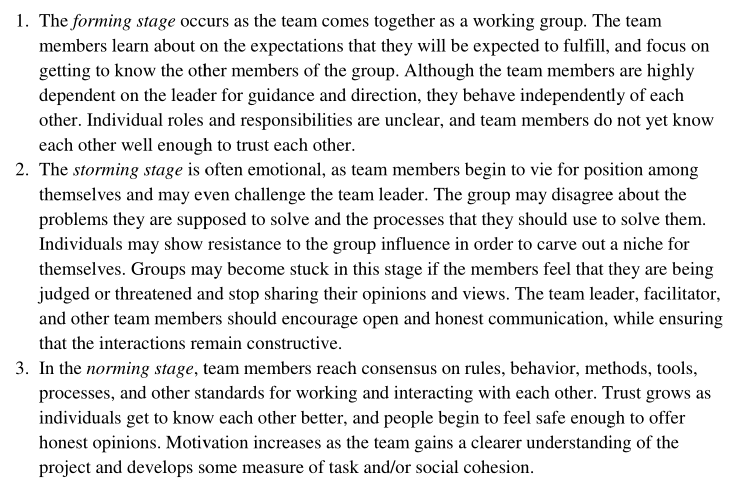 1. The forming stage occurs as the team comes together as a working group. The team
members learn about on the expectations that they will be expected to fulfill, and focus on
getting to know the other members of the group. Although the team members are highly
dependent on the leader for guidance and direction, they behave independently of each
other. Individual roles and responsibilities are unclear, and team members do not yet know
each other well enough to trust each other.
2. The storming stage is often emotional, as team members begin to vie for position among
themselves and may even challenge the team leader. The group may disagree about the
problems they are supposed to solve and the processes that they should use to solve them.
Individuals may show resistance to the group influence in order to carve out a niche for
themselves. Groups may become stuck in this stage if the members feel that they are being
judged or threatened and stop sharing their opinions and views. The team leader, facilitator,
and other team members should encourage open and honest communication, while ensuring
that the interactions remain constructive.
3. In the norming stage, team members reach consensus on rules, behavior, methods, tools,
processes, and other standards for working and interacting with each other. Trust grows as
individuals get to know each other better, and people begin to feel safe enough to offer
honest opinions. Motivation increases as the team gains a clearer understanding of the
project and develops some measure of task and/or social cohesion.